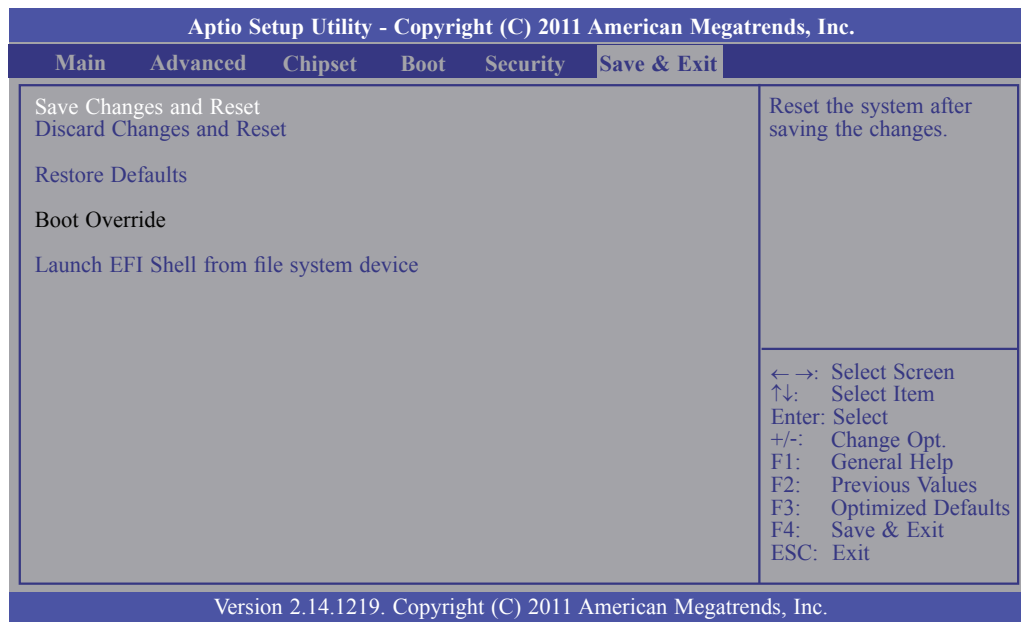 Aptio Setup Utility - Copyright (C) 2011 American Megatrends, Inc.
Main Advanced Chipset Boot Security Save & Exit
Save Changes and Reset
Discard Changes and Reset
Restore Defaults
Boot Override
Launch EFI Shell from file system device
Reset the system after
saving the changes.
← →: Select Screen
↑↓: Select Item
Enter: Select
+/-: Change Opt.
F1: General Help
F2: Previous Values
F3: Optimized Defaults
F4: Save & Exit
ESC: Exit
Version 2.14.1219. Copyright (C) 2011 American Megatrends, Inc.